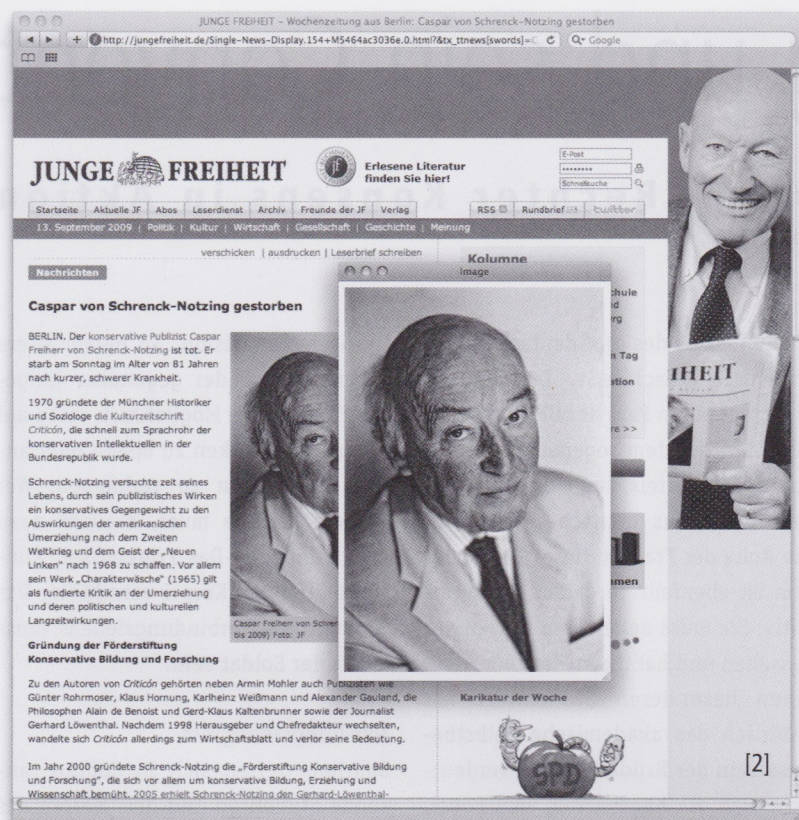 JUNGE FREIHEIT – Wochenzeitung aus Berlin: Caspar von Schrenck-Notzing gestorben
http://jungefreiheit.de/Single-News-Display.154+M5464ac3036e.0.html?&tx_ttnews[swords]=C
Google
JUNGE FREIHEIT
jf
Erlesene Literatur
finden Sie hier!
E-Post
********
Schnellsuche
Startseite Aktuelle JF Abos Leserdienst Archiv Freunde der JF Verlag RSS Rundbrief twitter
13. September 2009 | Politik | Kultur | Wirtschaft | Gesellschaft | Geschichte | Meinung
verschicken | ausdrucken | Leserbrief schreiben
Nachrichten
Caspar von Schrenck-Notzing gestorben
BERLIN. Der konservative Publizist Caspar
Freiherr von Schrenck-Notzing ist tot. Er
starb am Sonntag im Alter von 81 Jahren
nach kurzer, schwerer Krankheit.
1970 gründete der Münchner Historiker
und Soziologe die Kulturzeitschrift
Criticón, die schnell zum Sprachrohr der
konservativen Intellektuellen in der
Bundesrepublik wurde.
Schrenck-Notzing versuchte zeit seines
Lebens, durch sein publizistisches Wirken
ein konservatives Gegengewicht zu den
Auswirkungen der amerikanischen
Umerziehung nach dem Zweiten
Weltkrieg und dem Geist der „Neuen
Linken“ nach 1968 zu schaffen. Vor allem
sein Werk „Charakterwäsche“ (1965) gilt
als fundierte Kritik an der Umerziehung
und deren politischen und kulturellen
Langzeitwirkungen.
Caspar Freiherr von Schren
bis 2009) Foto: JF
Gründung der Förderstiftung
Konservative Bildung und Forschung
Zu den Autoren von Criticón gehörten neben Armin Mohler auch Publizisten wie
Günter Rohrmoser, Klaus Hornung, Karlheinz Weißmann und Alexander Gauland, die
Philosophen Alain de Benoist und Gerd-Klaus Kaltenbrunner sowie der Journalist
Gerhard Löwenthal. Nachdem 1998 Herausgeber und Chefredakteur wechselten,
wandelte sich Criticón allerdings zum Wirtschaftsblatt und verlor seine Bedeutung.
Im Jahr 2000 gründete Schrenck-Notzing die „Förderstiftung Konservative Bildung
und Forschung“, die sich vor allem um konservative Bildung, Erziehung und
Wissenschaft bemüht. 2005 erhielt Schrenck-Notzing den Gerhard-Löwenthal-
Kolumne
Image
chule
d
rg
n Tag
ation
re >>
mmen
IHEIT
Karikatur der Woche
SPD
[2]